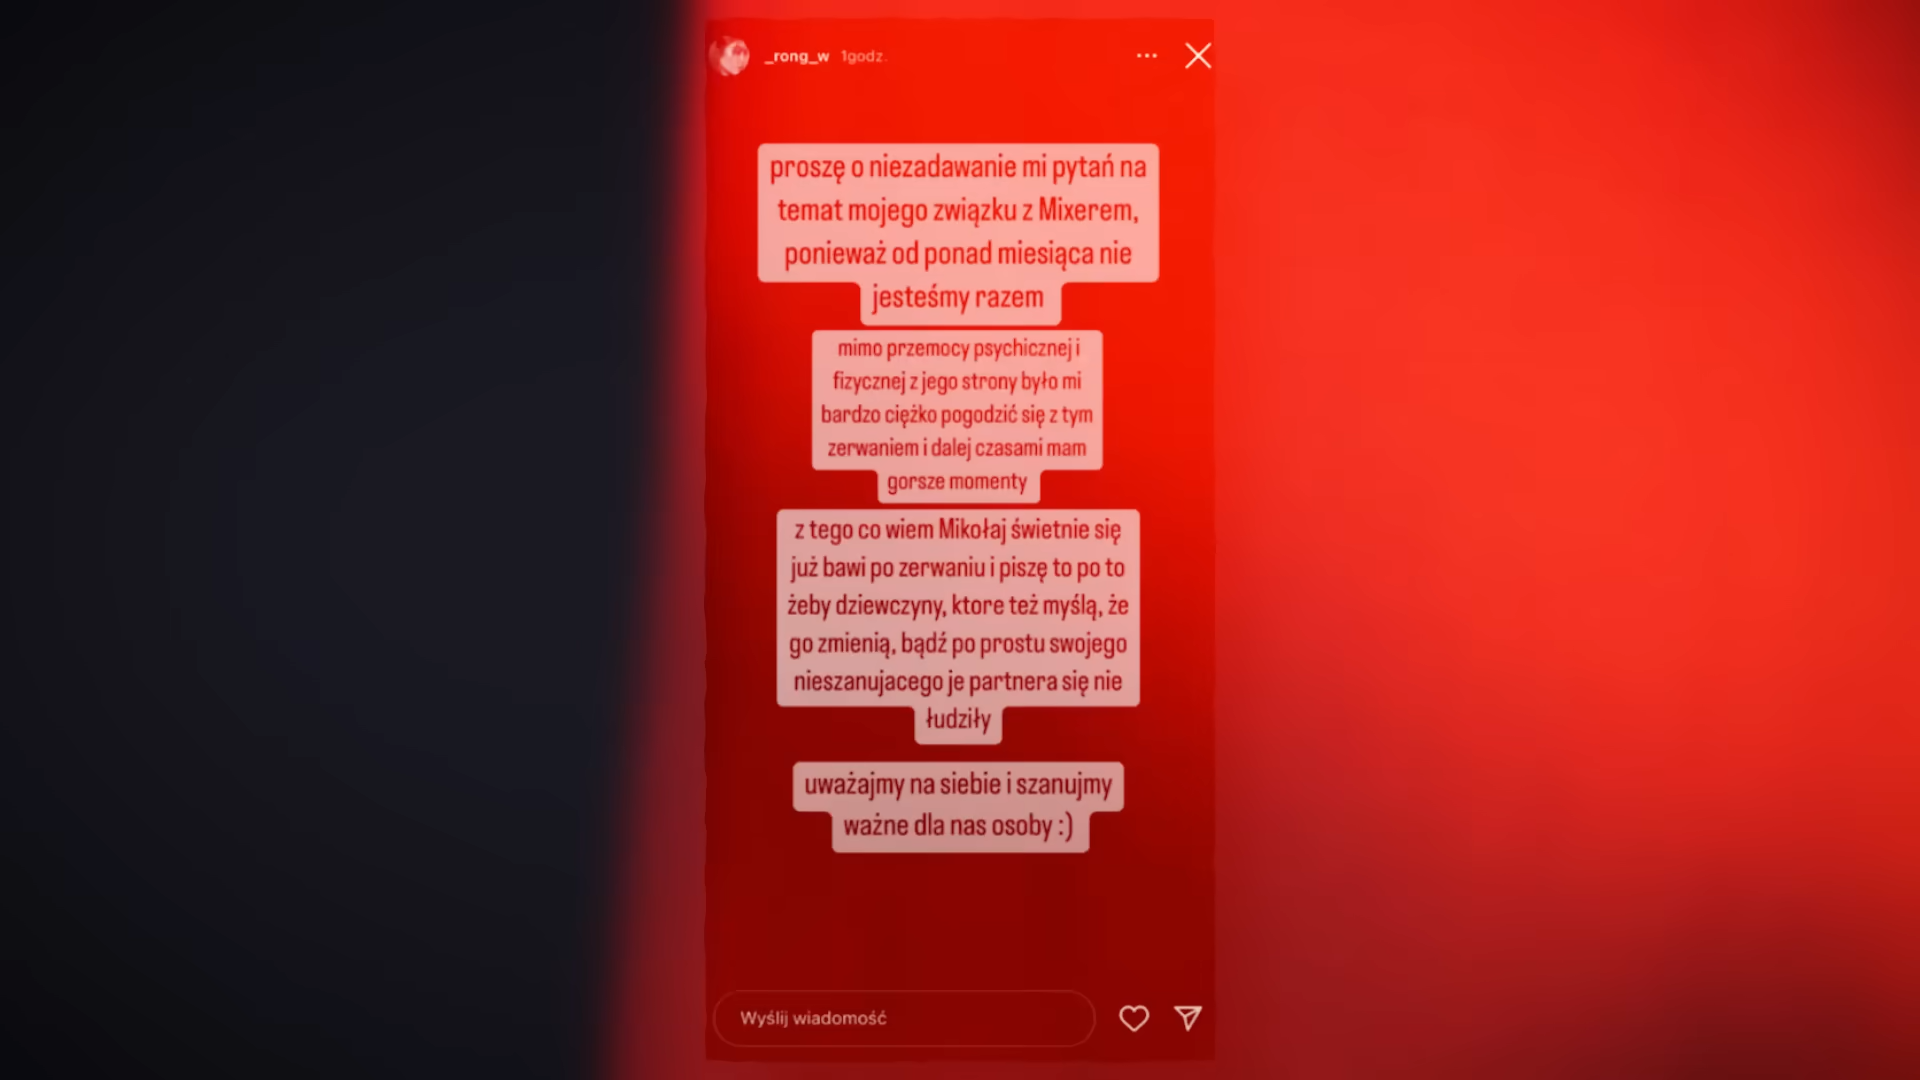 _rong_w 1godz.
proszę o niezadawanie mi pytań na
temat mojego związku z Mixerem,
ponieważ od ponad miesiąca nie
jesteśmy razem
mimo przemocy psychicznej i
fizycznej z jego strony było mi
bardzo ciężko pogodzić się z tym
zerwaniem i dalej czasami mam
gorsze momenty
z tego co wiem Mikołaj świetnie się
już bawi po zerwaniu i piszę to po to
żeby dziewczyny, ktore też myślą, że
go zmienią, bądź po prostu swojego
nieszanujacego je partnera się nie
łudziły
uważajmy na siebie i szanujmy
ważne dla nas osoby :)
Wyślij wiadomość